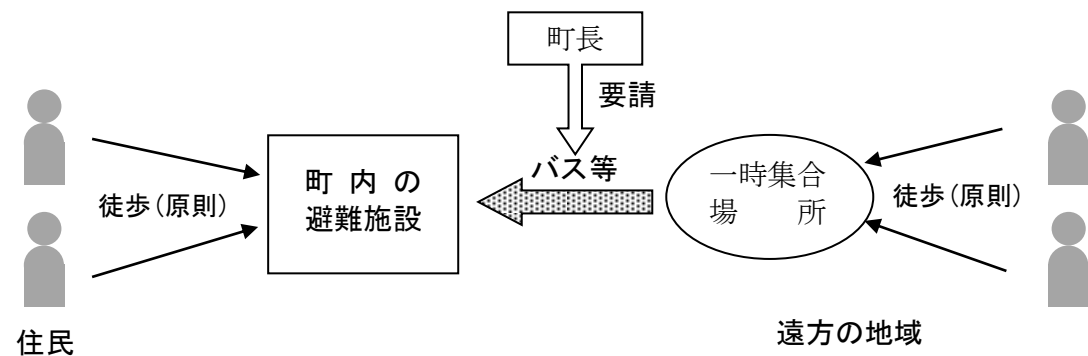 町長
要請
バス等
町 内 の
避難施設
徒歩(原則)
一時集合
場 所
徒歩(原則)
住民
遠方の地域